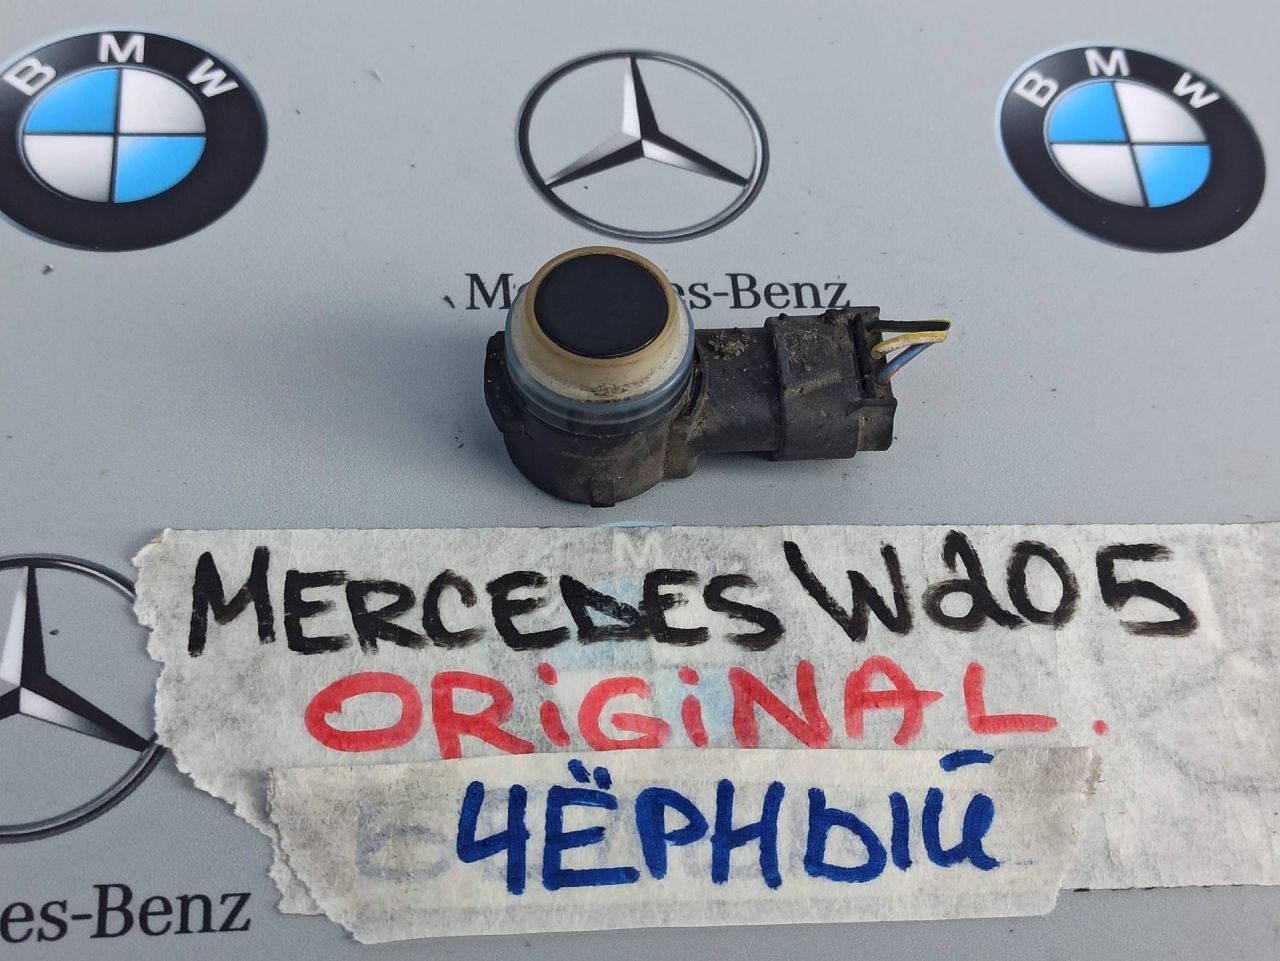 BMW
BMW
Mercedes-Benz
MERCEDES W205
ORiGiNAL.
ЧЁРНЫЙ
es-Benz